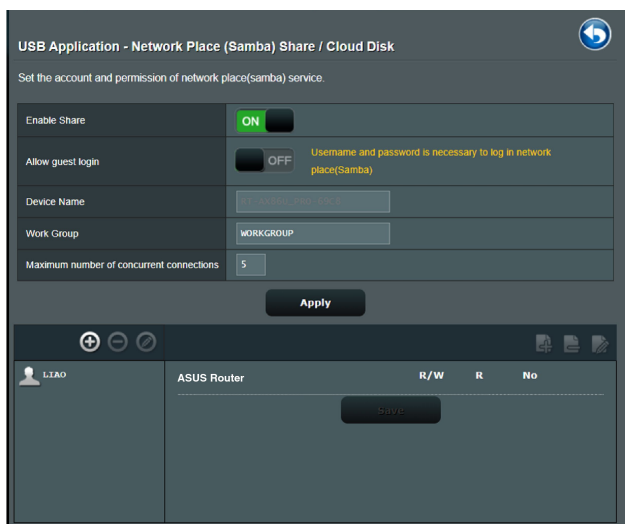 USB Application - Network Place (Samba) Share / Cloud Disk
Set the account and permission of network place(samba) service.
Enable Share
ON
Allow guest login
OFF
Username and password is necessary to log in network
place(Samba)
Device Name
Work Group
WORKGROUP
Maximum number of concurrent connections
5
Apply
LIAO
ASUS Router
R/W
R
No
Save